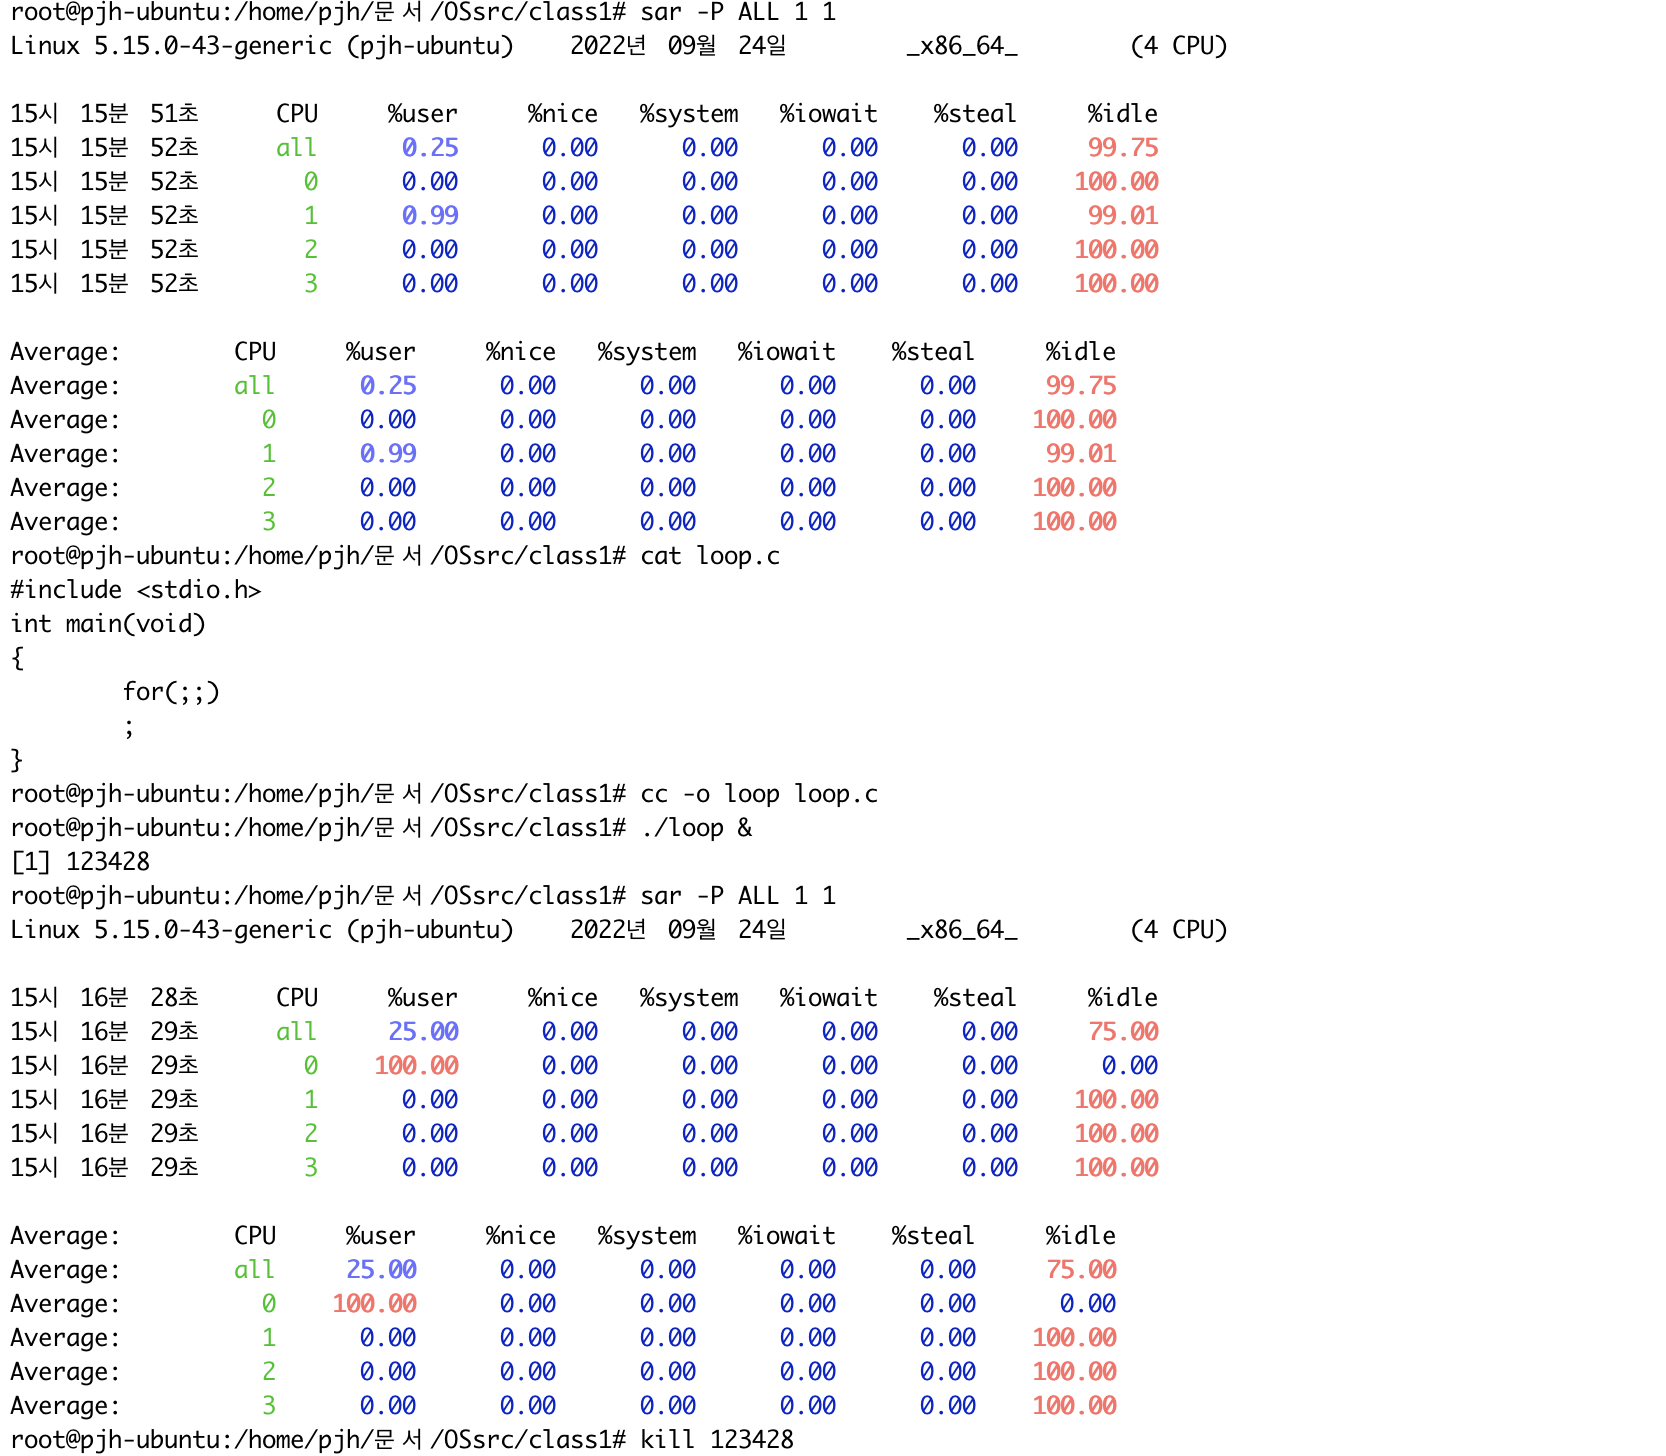 root@pjh-ubuntu:/home/pjh/문서/OSsrc/class1# sar -P ALL 1 1
Linux 5.15.0-43-generic (pjh-ubuntu)    2022년 09월 24일         _x86_64_        (4 CPU)

15시 15분 51초     CPU     %user     %nice   %system   %iowait    %steal     %idle
15시 15분 52초     all      0.25      0.00      0.00      0.00      0.00     99.75
15시 15분 52초       0      0.00      0.00      0.00      0.00      0.00    100.00
15시 15분 52초       1      0.99      0.00      0.00      0.00      0.00     99.01
15시 15분 52초       2      0.00      0.00      0.00      0.00      0.00    100.00
15시 15분 52초       3      0.00      0.00      0.00      0.00      0.00    100.00

Average:        CPU     %user     %nice   %system   %iowait    %steal     %idle
Average:        all      0.25      0.00      0.00      0.00      0.00     99.75
Average:          0      0.00      0.00      0.00      0.00      0.00    100.00
Average:          1      0.99      0.00      0.00      0.00      0.00     99.01
Average:          2      0.00      0.00      0.00      0.00      0.00    100.00
Average:          3      0.00      0.00      0.00      0.00      0.00    100.00
root@pjh-ubuntu:/home/pjh/문서/OSsrc/class1# cat loop.c
#include <stdio.h>
int main(void)
{
        for(;;)
        ;
}
root@pjh-ubuntu:/home/pjh/문서/OSsrc/class1# cc -o loop loop.c
root@pjh-ubuntu:/home/pjh/문서/OSsrc/class1# ./loop &
[1] 123428
root@pjh-ubuntu:/home/pjh/문서/OSsrc/class1# sar -P ALL 1 1
Linux 5.15.0-43-generic (pjh-ubuntu)    2022년 09월 24일         _x86_64_        (4 CPU)

15시 16분 28초     CPU     %user     %nice   %system   %iowait    %steal     %idle
15시 16분 29초     all     25.00      0.00      0.00      0.00      0.00     75.00
15시 16분 29초       0    100.00      0.00      0.00      0.00      0.00      0.00
15시 16분 29초       1      0.00      0.00      0.00      0.00      0.00    100.00
15시 16분 29초       2      0.00      0.00      0.00      0.00      0.00    100.00
15시 16분 29초       3      0.00      0.00      0.00      0.00      0.00    100.00

Average:        CPU     %user     %nice   %system   %iowait    %steal     %idle
Average:        all     25.00      0.00      0.00      0.00      0.00     75.00
Average:          0    100.00      0.00      0.00      0.00      0.00      0.00
Average:          1      0.00      0.00      0.00      0.00      0.00    100.00
Average:          2      0.00      0.00      0.00      0.00      0.00    100.00
Average:          3      0.00      0.00      0.00      0.00      0.00    100.00
root@pjh-ubuntu:/home/pjh/문서/OSsrc/class1# kill 123428